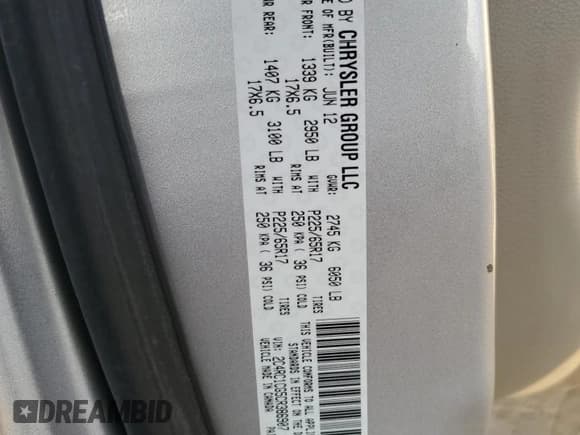 ) BY CHRYSLER GROUP LLC
OF MFR(BUILT): JUN 12 GVWR: 2745 KG 6050 LB
FRONT: 1339 KG 2950 LB WITH P225/65R17 TIRES
17X6.5 RIMS AT 250 KPA ( 36 PSI) COLD
REAR: 1407 KG 3100 LB WITH P225/65R17 TIRES
17X6.5 RIMS AT 250 KPA ( 36 PSI) COLD
THIS VEHICLE CONFORMS TO ALL
STANDARDS IN EFFECT ON
VIN: 2C4RC1CG5CR386207
VEHICLE MADE IN CANADA
DREAMBID